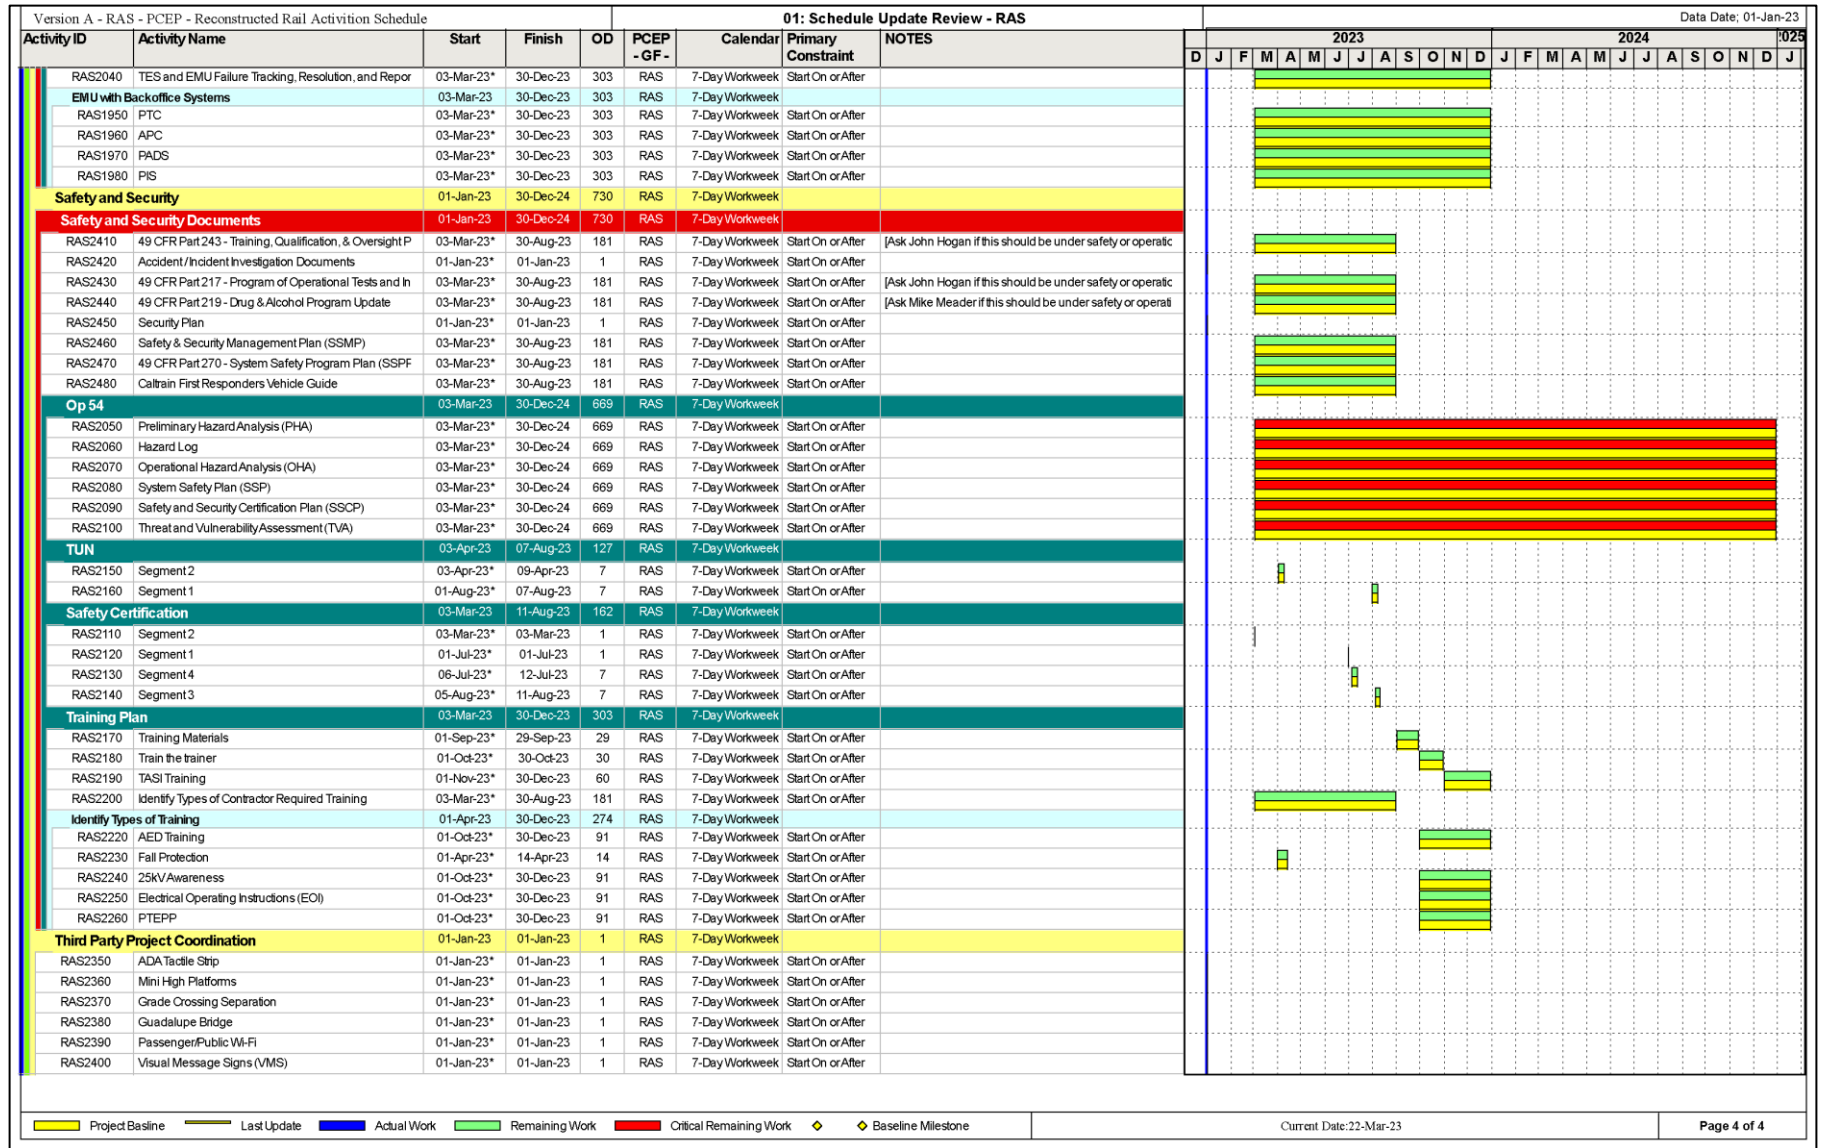 Version A - RAS - PCEP - Reconstructed Rail Activition Schedule 01: Schedule Update Review - RAS Data Date; 01-Jan-23
Activity ID Activity Name Start Finish OD PCEP - GF - Calendar Primary Constraint NOTES 2023 2024 2025
D J F M A M J J A S O N D J F M A M J J A S O N D J
RAS2040 TES and EMU Failure Tracking, Resolution, and Repor 03-Mar-23* 30-Dec-23 303 RAS 7-Day Workweek Start On or After
EMU with Backoffice Systems 03-Mar-23 30-Dec-23 303 RAS 7-Day Workweek
RAS1950 PTC 03-Mar-23* 30-Dec-23 303 RAS 7-Day Workweek Start On or After
RAS1960 APC 03-Mar-23* 30-Dec-23 303 RAS 7-Day Workweek Start On or After
RAS1970 PADS 03-Mar-23* 30-Dec-23 303 RAS 7-Day Workweek Start On or After
RAS1980 PIS 03-Mar-23* 30-Dec-23 303 RAS 7-Day Workweek Start On or After
Safety and Security 01-Jan-23 30-Dec-24 730 RAS 7-Day Workweek
Safety and Security Documents 01-Jan-23 30-Dec-24 730 RAS 7-Day Workweek
RAS2410 49 CFR Part 243 - Training, Qualification, & Oversight P 03-Mar-23* 30-Aug-23 181 RAS 7-Day Workweek Start On or After [Ask John Hogan if this should be under safety or operatic
RAS2420 Accident/Incident Investigation Documents 01-Jan-23* 01-Jan-23 1 RAS 7-Day Workweek Start On or After
RAS2430 49 CFR Part 217 - Program of Operational Tests and In 03-Mar-23* 30-Aug-23 181 RAS 7-Day Workweek Start On or After [Ask John Hogan if this should be under safety or operatic
RAS2440 49 CFR Part 219 - Drug & Alcohol Program Update 03-Mar-23* 30-Aug-23 181 RAS 7-Day Workweek Start On or After [Ask Mike Meader if this should be under safety or operati
RAS2450 Security Plan 01-Jan-23* 01-Jan-23 1 RAS 7-Day Workweek Start On or After
RAS2460 Safety & Security Management Plan (SSMP) 03-Mar-23* 30-Aug-23 181 RAS 7-Day Workweek Start On or After
RAS2470 49 CFR Part 270 - System Safety Program Plan (SSPF 03-Mar-23* 30-Aug-23 181 RAS 7-Day Workweek Start On or After
RAS2480 Caltrain First Responders Vehicle Guide 03-Mar-23* 30-Aug-23 181 RAS 7-Day Workweek Start On or After
Op 54 03-Mar-23 30-Dec-24 669 RAS 7-Day Workweek
RAS2050 Preliminary Hazard Analysis (PHA) 03-Mar-23* 30-Dec-24 669 RAS 7-Day Workweek Start On or After
RAS2060 Hazard Log 03-Mar-23* 30-Dec-24 669 RAS 7-Day Workweek Start On or After
RAS2070 Operational Hazard Analysis (OHA) 03-Mar-23* 30-Dec-24 669 RAS 7-Day Workweek Start On or After
RAS2080 System Safety Plan (SSP) 03-Mar-23* 30-Dec-24 669 RAS 7-Day Workweek Start On or After
RAS2090 Safety and Security Certification Plan (SSCP) 03-Mar-23* 30-Dec-24 669 RAS 7-Day Workweek Start On or After
RAS2100 Threat and Vulnerability Assessment (TVA) 03-Mar-23* 30-Dec-24 669 RAS 7-Day Workweek Start On or After
TUN 03-Apr-23 07-Aug-23 127 RAS 7-Day Workweek
RAS2150 Segment 2 03-Apr-23* 09-Apr-23 7 RAS 7-Day Workweek Start On or After
RAS2160 Segment 1 01-Aug-23* 07-Aug-23 7 RAS 7-Day Workweek Start On or After
Safety Certification 03-Mar-23 11-Aug-23 162 RAS 7-Day Workweek
RAS2110 Segment 2 03-Mar-23* 03-Mar-23 1 RAS 7-Day Workweek Start On or After
RAS2120 Segment 1 01-Jul-23* 01-Jul-23 1 RAS 7-Day Workweek Start On or After
RAS2130 Segment 4 06-Jul-23* 12-Jul-23 7 RAS 7-Day Workweek Start On or After
RAS2140 Segment 3 05-Aug-23* 11-Aug-23 7 RAS 7-Day Workweek Start On or After
Training Plan 03-Mar-23 30-Dec-23 303 RAS 7-Day Workweek
RAS2170 Training Materials 01-Sep-23* 29-Sep-23 29 RAS 7-Day Workweek Start On or After
RAS2180 Train the trainer 01-Oct-23* 30-Oct-23 30 RAS 7-Day Workweek Start On or After
RAS2190 TASI Training 01-Nov-23* 30-Dec-23 60 RAS 7-Day Workweek Start On or After
RAS2200 Identify Types of Contractor Required Training 03-Mar-23* 30-Aug-23 181 RAS 7-Day Workweek Start On or After
Identify Types of Training 01-Apr-23 30-Dec-23 274 RAS 7-Day Workweek
RAS2220 AED Training 01-Oct-23* 30-Dec-23 91 RAS 7-Day Workweek Start On or After
RAS2230 Fall Protection 01-Apr-23* 14-Apr-23 14 RAS 7-Day Workweek Start On or After
RAS2240 25kV Awareness 01-Oct-23* 30-Dec-23 91 RAS 7-Day Workweek Start On or After
RAS2250 Electrical Operating Instructions (EOI) 01-Oct-23* 30-Dec-23 91 RAS 7-Day Workweek Start On or After
RAS2260 PTEPP 01-Oct-23* 30-Dec-23 91 RAS 7-Day Workweek Start On or After
Third Party Project Coordination 01-Jan-23 01-Jan-23 1 RAS 7-Day Workweek
RAS2350 ADA Tactile Strip 01-Jan-23* 01-Jan-23 1 RAS 7-Day Workweek Start On or After
RAS2360 Mini High Platforms 01-Jan-23* 01-Jan-23 1 RAS 7-Day Workweek Start On or After
RAS2370 Grade Crossing Separation 01-Jan-23* 01-Jan-23 1 RAS 7-Day Workweek Start On or After
RAS2380 Guadalupe Bridge 01-Jan-23* 01-Jan-23 1 RAS 7-Day Workweek Start On or After
RAS2390 Passenger/Public Wi-Fi 01-Jan-23* 01-Jan-23 1 RAS 7-Day Workweek Start On or After
RAS2400 Visual Message Signs (VMS) 01-Jan-23* 01-Jan-23 1 RAS 7-Day Workweek Start On or After
Project Basline Last Update Actual Work Remaining Work Critical Remaining Work Baseline Milestone Current Date:22-Mar-23 Page 4 of 4